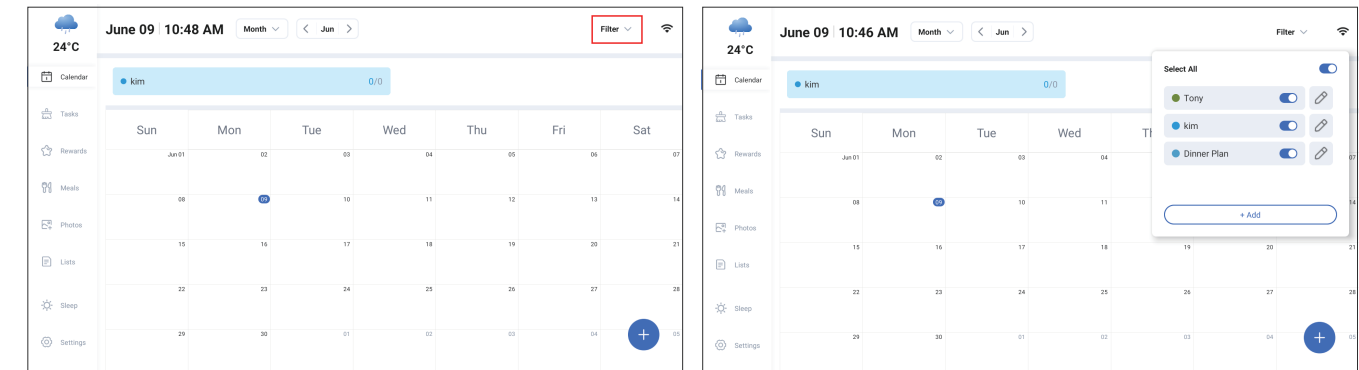 June 09 10:48 AM Month < Jun > Filter
24°C
Calendar
kim 0/0
Tasks
Sun Mon Tue Wed Thu Fri Sat
Rewards
Jun 01 02 03 04 05 06 07
Meals
08 09 10 11 12 13 14
Photos
15 16 17 18 19 20 21
Lists
22 23 24 25 26 27 28
Sleep
29 30 01 02 03 04 + 05
Settings
June 09 10:46 AM Month < Jun > Filter
24°C
Select All
Calendar
kim 0/0
Tony
Tasks
kim
Sun Mon Tue Wed
Rewards
Dinner Plan
Jun 01 02 03 04 07
Meals
08 09 10 11 14
+ Add
Photos
15 16 17 18 19 20 21
Lists
22 23 24 25 26 27 28
Sleep
29 30 01 02 03 04 + 05
Settings